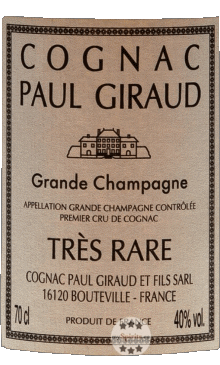 COGNAC
PAUL GIRAUD
Grande Champagne
APPELLATION GRANDE CHAMPAGNE CONTRÔLÉE
PREMIER CRU DE COGNAC
TRÈS RARE
COGNAC PAUL GIRAUD ET FILS SARL
16120 BOUTEVILLE - FRANCE
70 cl PRODUIT DE FRANCE 40% vol.